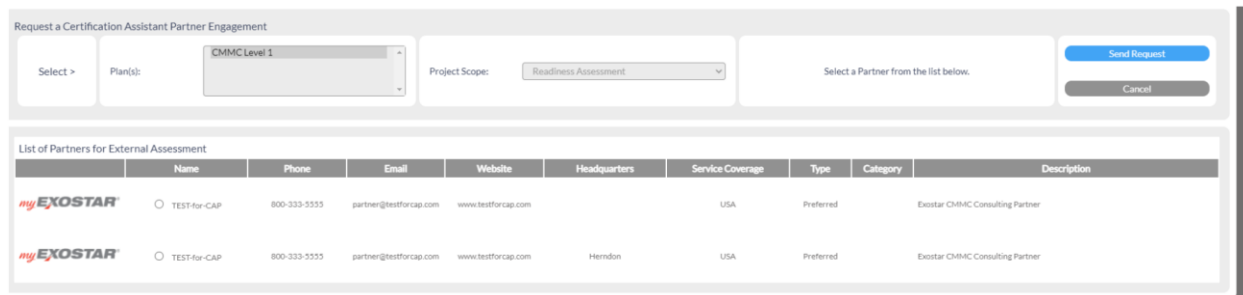 Request a Certification Assistant Partner Engagement
Select > Plan(s): CMMC Level 1 Project Scope: Readiness Assessment Select a Partner from the list below. Send Request
Cancel
List of Partners for External Assessment
Name Phone Email Website Headquarters Service Coverage Type Category Description
myEXOSTAR TEST-for-CAP 800-333-5555 partner@testforcap.com www.testforcap.com USA Preferred Exostar CMMC Consulting Partner
myEXOSTAR TEST-for-CAP 800-333-5555 partner@testforcap.com www.testforcap.com Herndon USA Preferred Exostar CMMC Consulting Partner